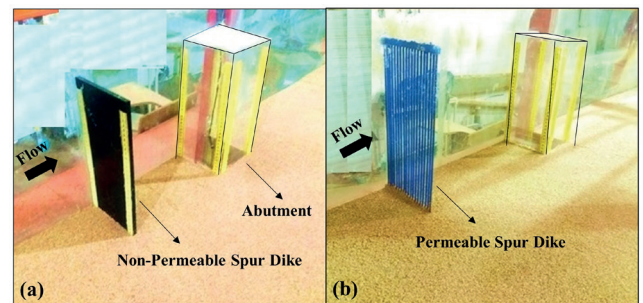 Flow
Abutment
Non-Permeable Spur Dike
(a)
Flow
Permeable Spur Dike
(b)